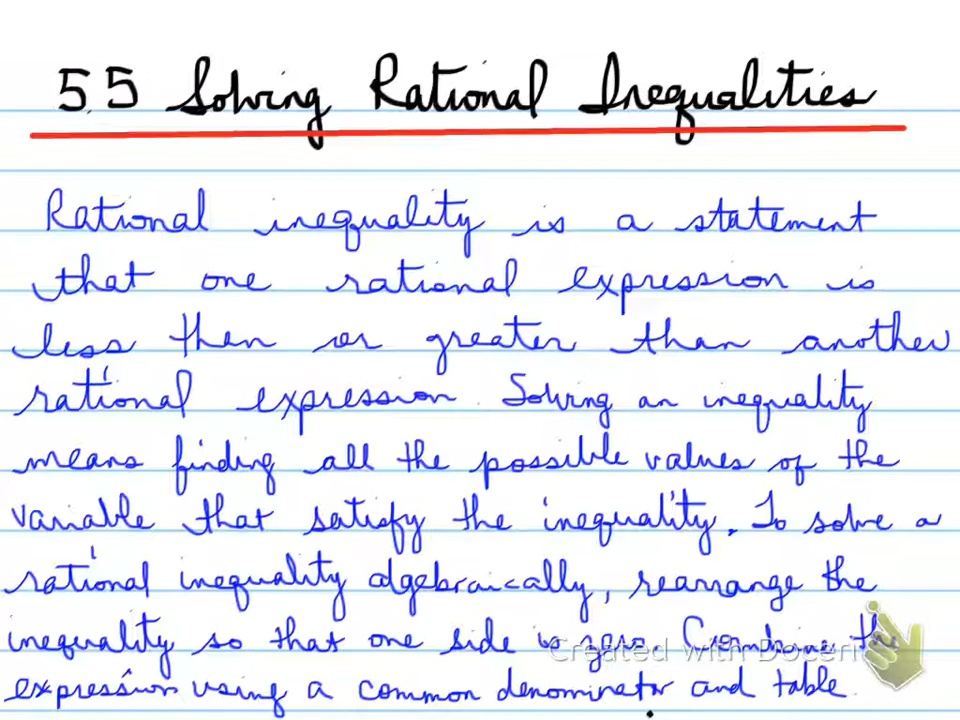 5.5 Solving Rational Inequalities
Rational inequality is a statement
that one rational expression is
less then or greater than another
rational expression Solving an inequality
means finding all the possible values of the
variable that satisfy the inequality. To solve a
rational inequality algebraically, rearrange the
inequality so that one side is zero Combine the
Created with Doceri
expression using a common denominator and table